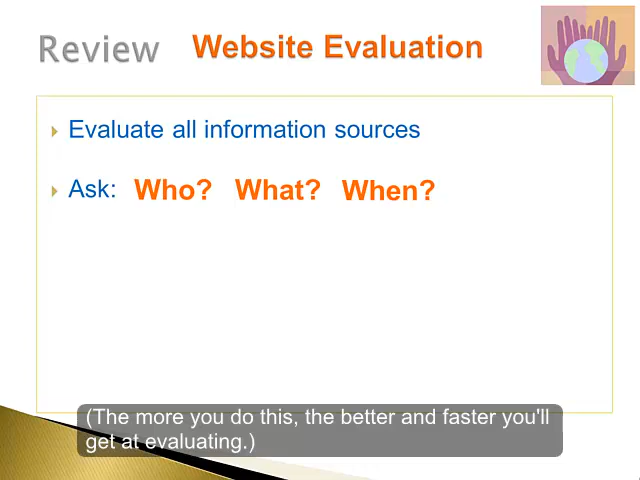 Review Website Evaluation
Evaluate all information sources
Ask: Who? What? When?
(The more you do this, the better and faster you'll
get at evaluating.)